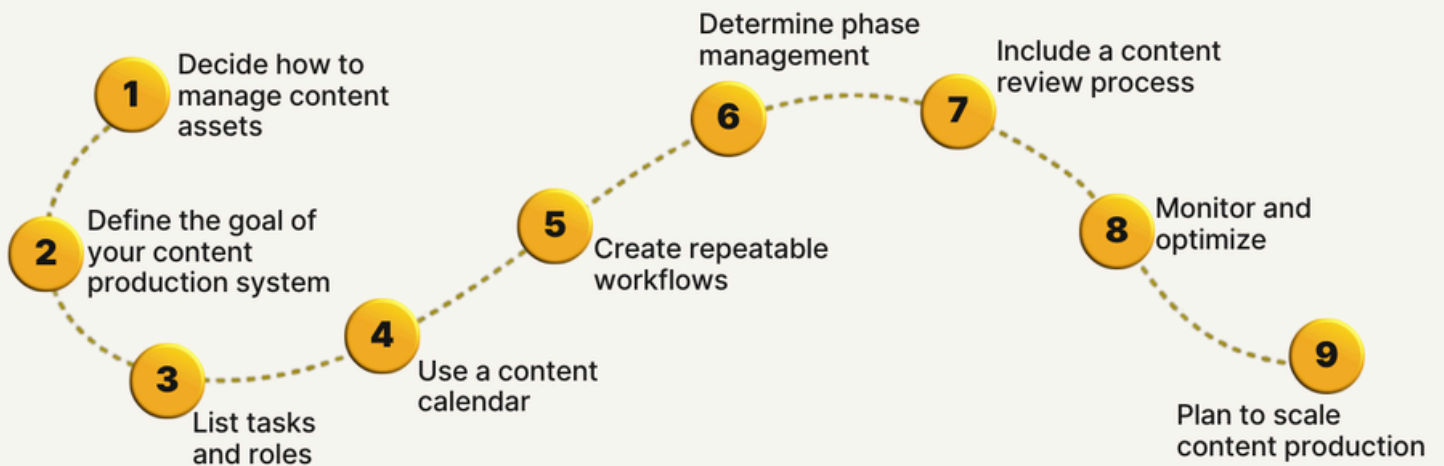 1
Decide how to
manage content
assets
2
Define the goal of
your content
production system
3
List tasks
and roles
4
Use a content
calendar
5
Create repeatable
workflows
6
Determine phase
management
7
Include a content
review process
8
Monitor and
optimize
9
Plan to scale
content production